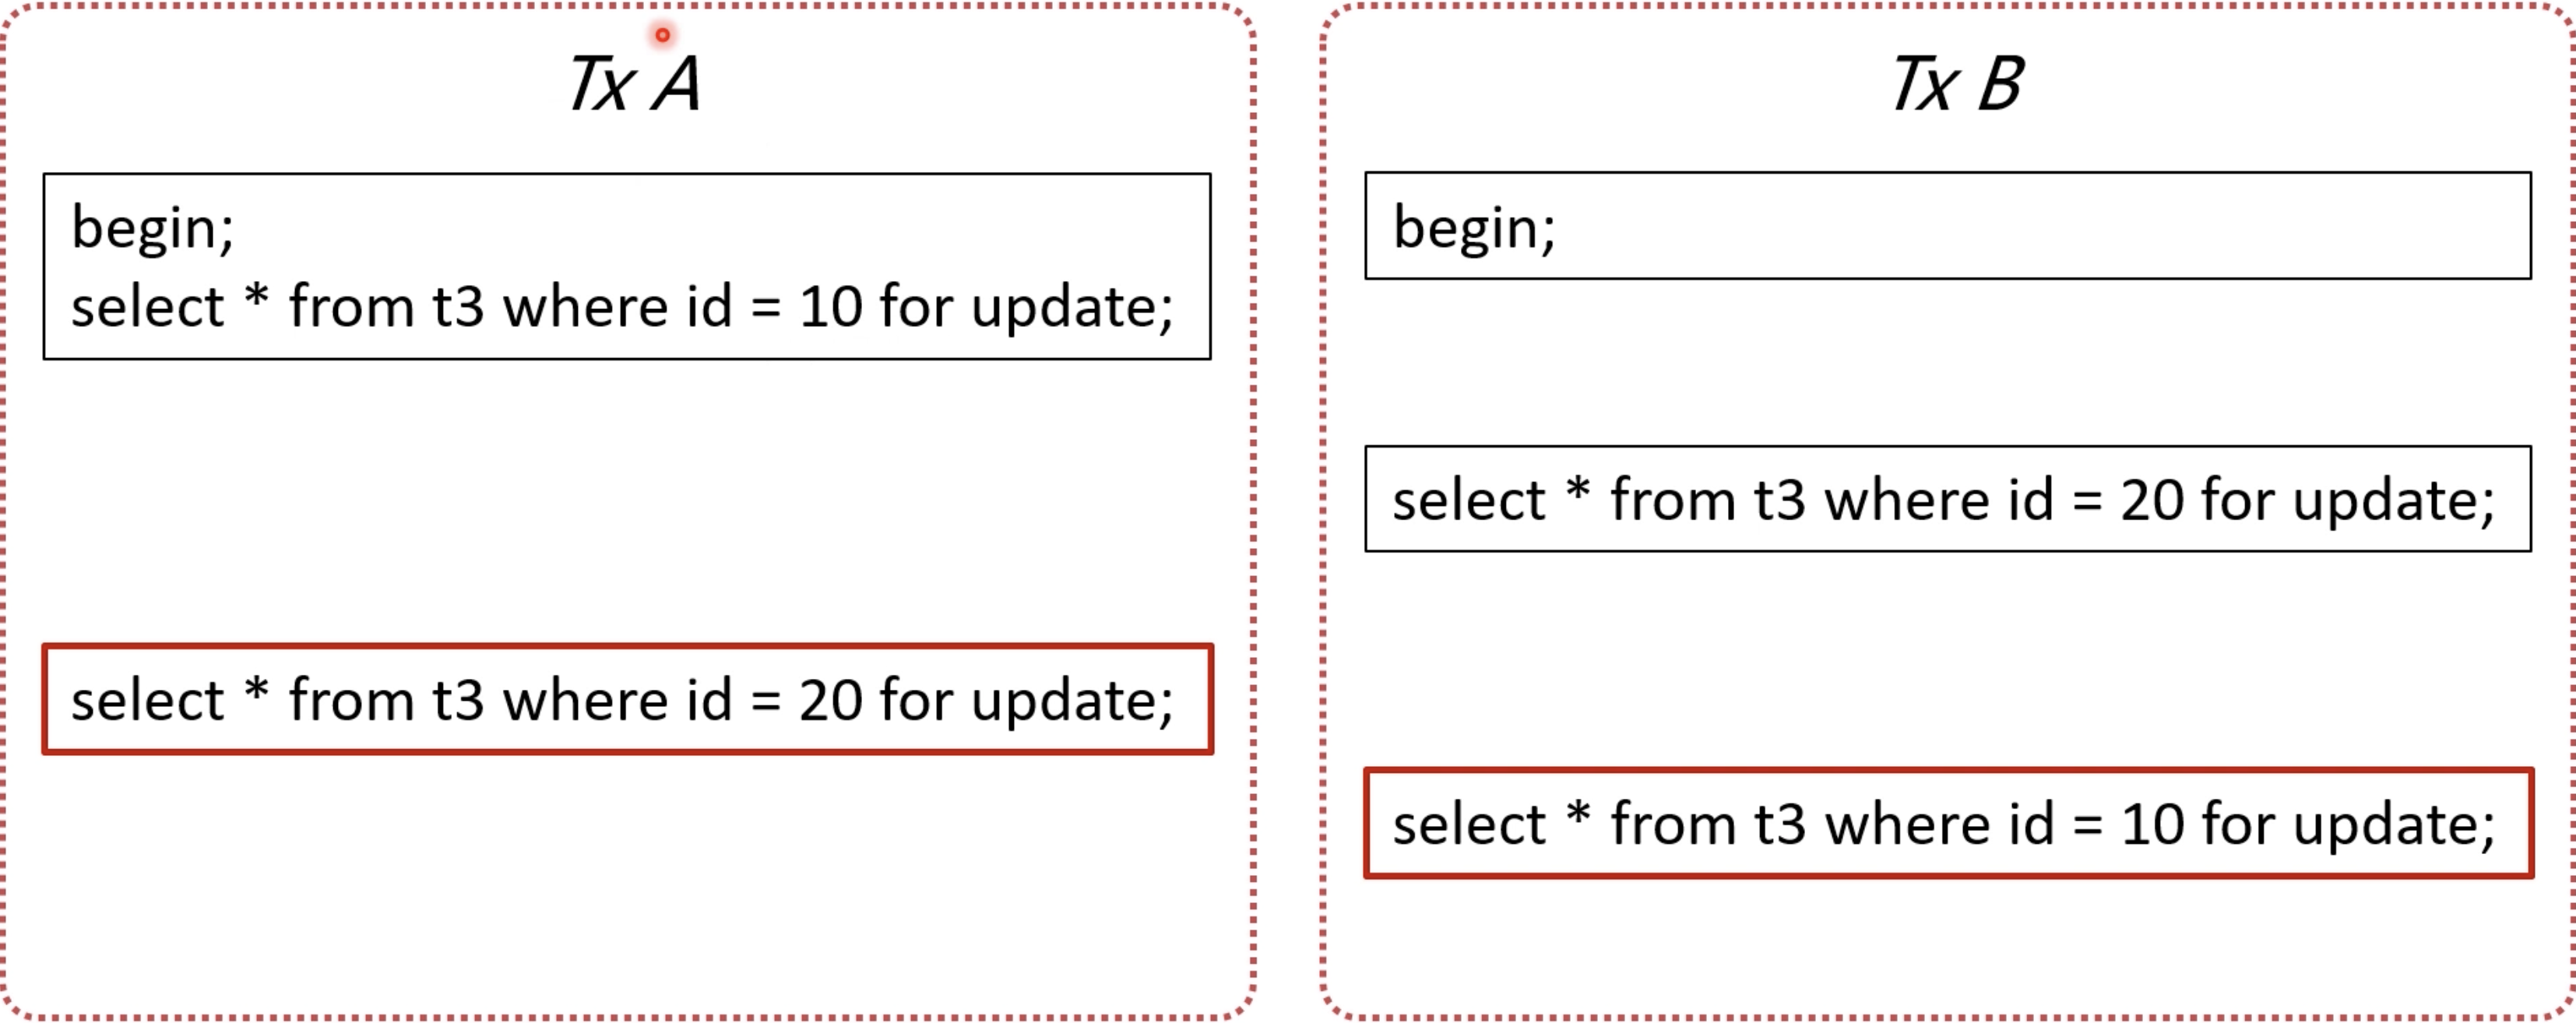 Tx A
begin;
select * from t3 where id = 10 for update;
select * from t3 where id = 20 for update;
Tx B
begin;
select * from t3 where id = 20 for update;
select * from t3 where id = 10 for update;